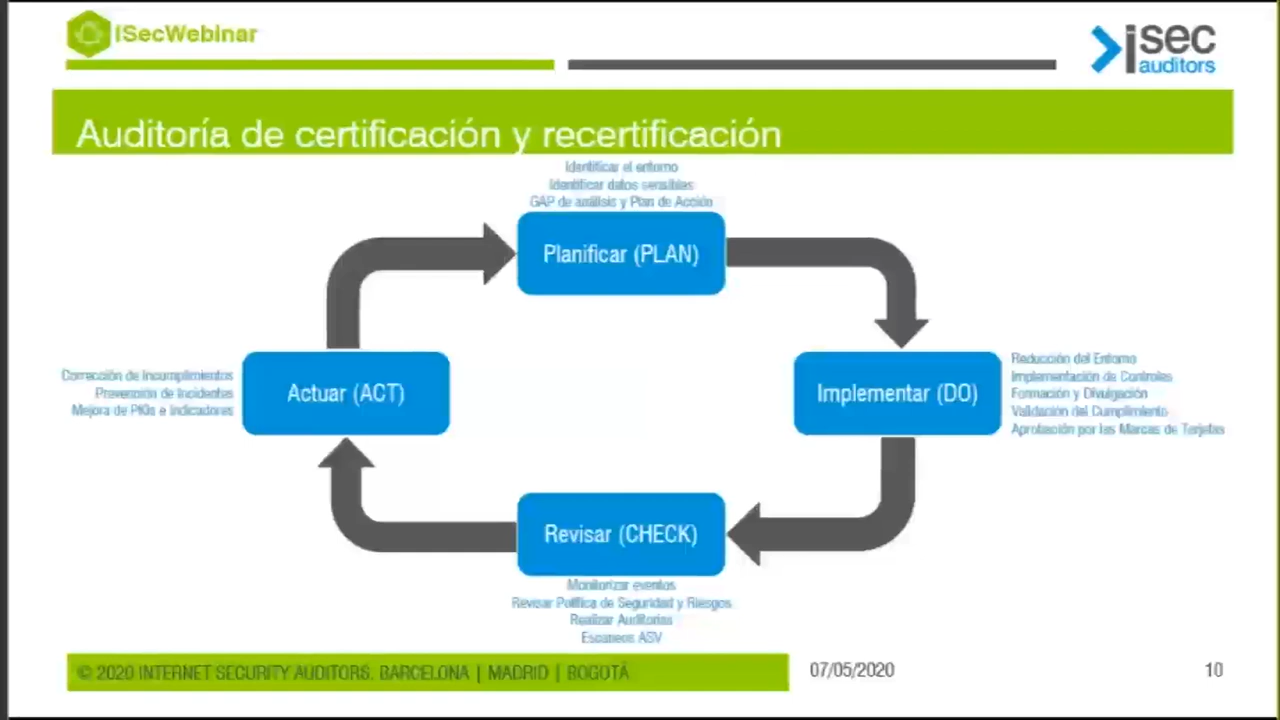 ISecWebinar
isec
auditors
Auditoría de certificación y recertificación
Identificar el entorno
Identificar datos sensibles
GAP de análisis y Plan de Acción
Planificar (PLAN)
Corrección de Incumplimientos
Prevención de Incidentes
Mejora de PKIs e Indicadores
Actuar (ACT)
Implementar (DO)
Reducción del Entorno
Implementación de Controles
Formación y Divulgación
Validación del Cumplimiento
Aprobación por las Marcas de Tarjetas
Revisar (CHECK)
Monitorizar eventos
Revisar Política de Seguridad y Riesgos
Realizar Auditorías
Escaneos ASV
© 2020 INTERNET SECURITY AUDITORS. BARCELONA | MADRID | BOGOTÁ
07/05/2020
10